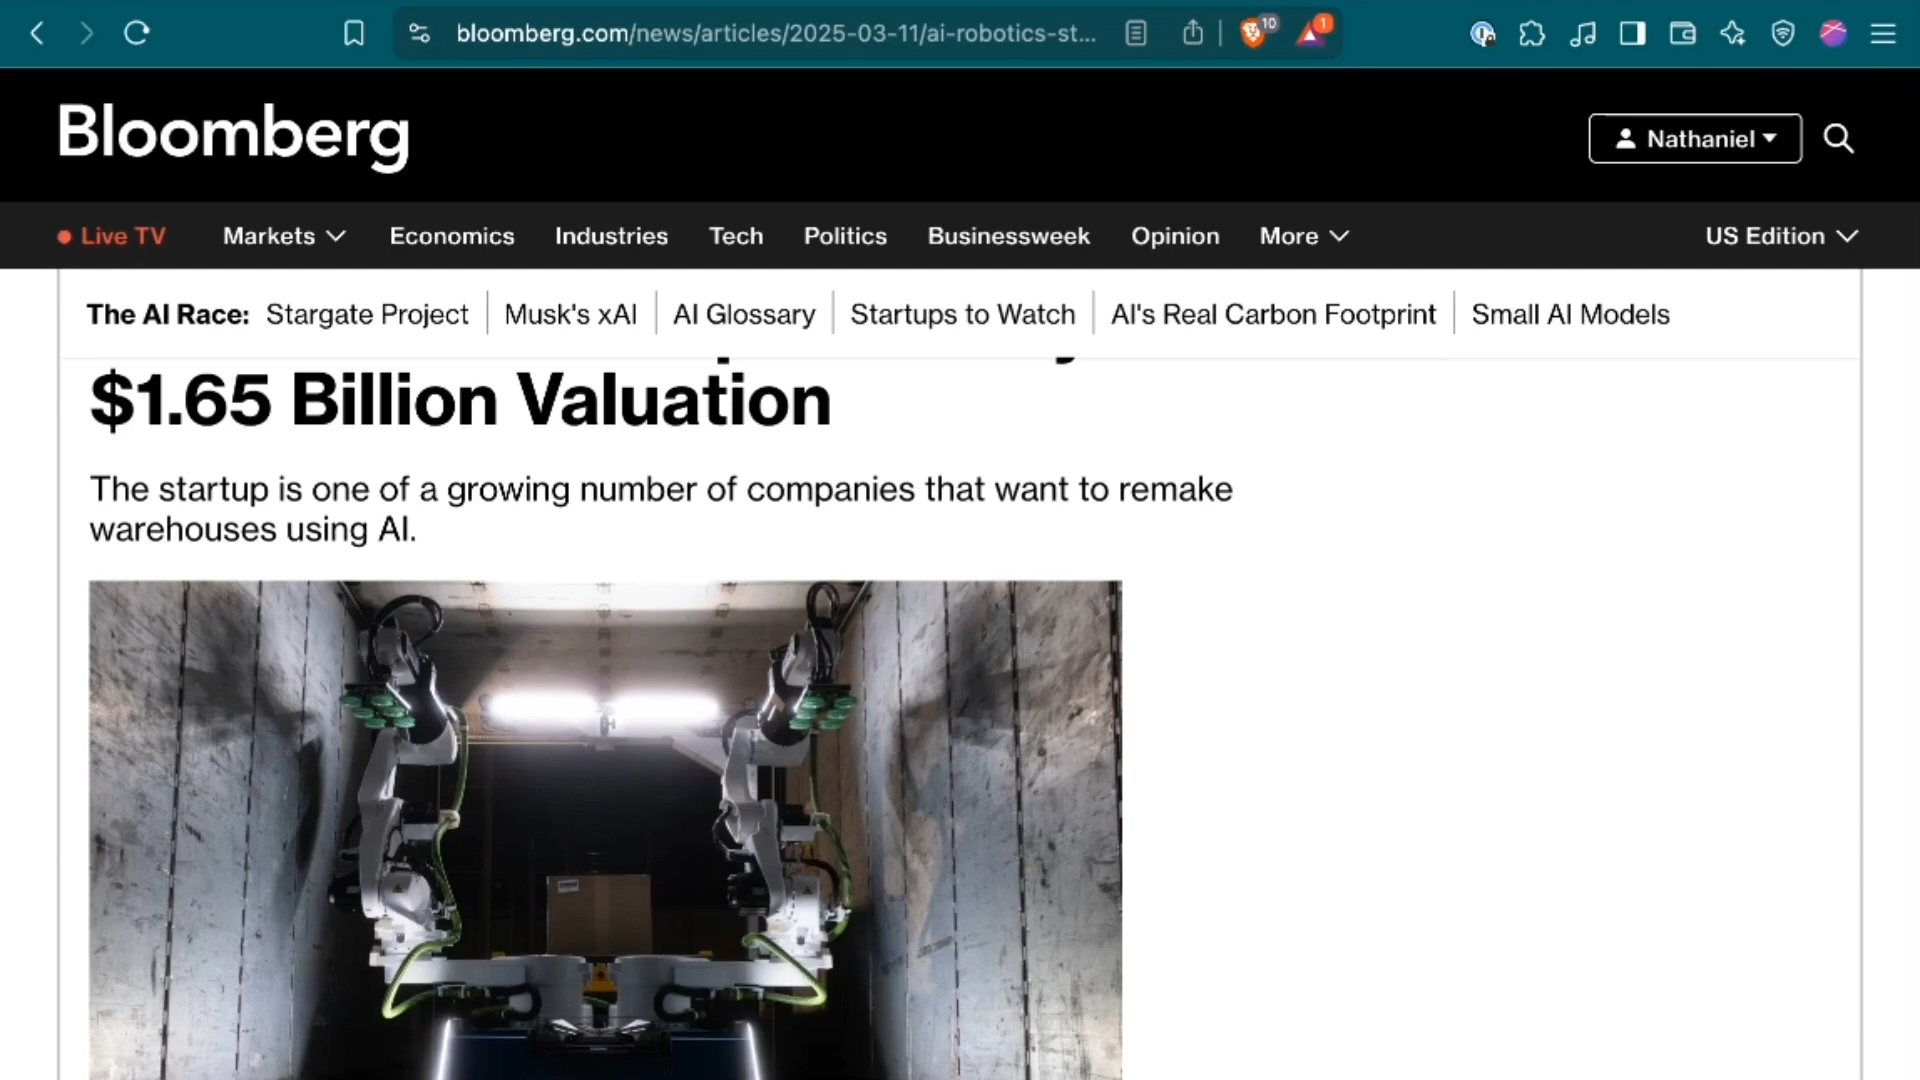 bloomberg.com/news/articles/2025-03-11/ai-robotics-st...
10
1
Bloomberg
Nathaniel
Live TV
Markets
Economics
Industries
Tech
Politics
Businessweek
Opinion
More
US Edition
The AI Race: Stargate Project
Musk's xAI
AI Glossary
Startups to Watch
AI's Real Carbon Footprint
Small AI Models
$1.65 Billion Valuation
The startup is one of a growing number of companies that want to remake
warehouses using AI.